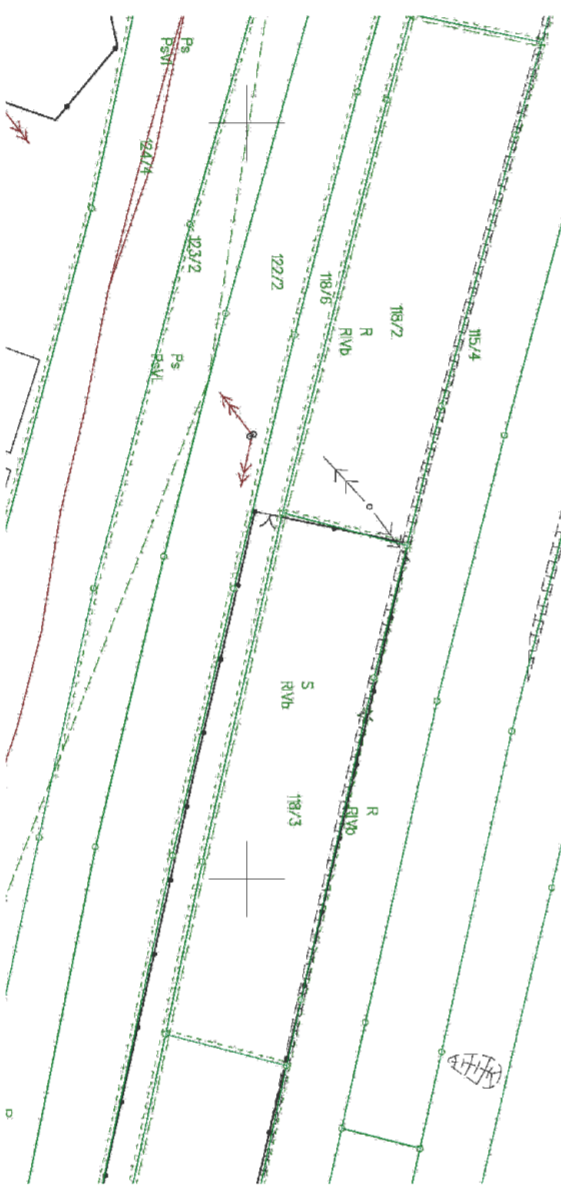 Ps
PsVI
124/4
123/2
122/2
118/6
118/2
R
RIVb
115/4
Ps
PsVI
S
RIVb
118/3
R
RIVb